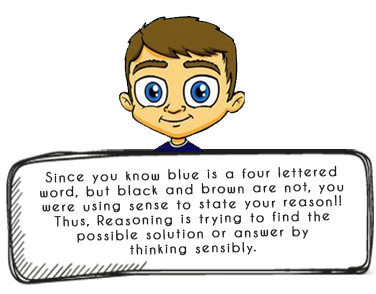 Since you know blue is a four lettered
word, but black and brown are not, you
were using sense to state your reason!!
Thus, Reasoning is trying to find the
possible solution or answer by
thinking sensibly.